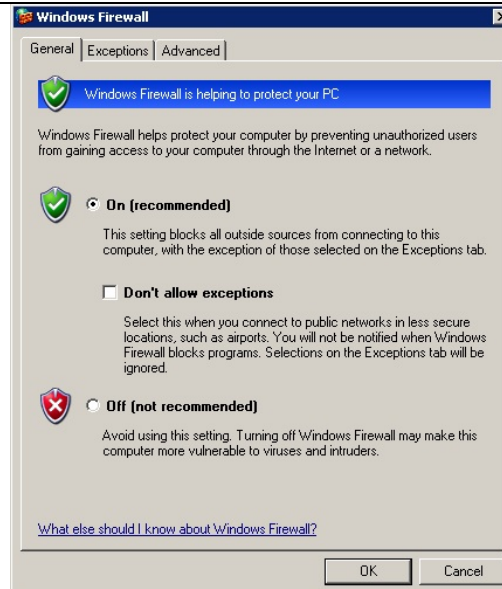 Windows Firewall
General Exceptions Advanced
Windows Firewall is helping to protect your PC
Windows Firewall helps protect your computer by preventing unauthorized users
from gaining access to your computer through the Internet or a network.
On (recommended)
This setting blocks all outside sources from connecting to this
computer, with the exception of those selected on the Exceptions tab.
Don't allow exceptions
Select this when you connect to public networks in less secure
locations, such as airports. You will not be notified when Windows
Firewall blocks programs. Selections on the Exceptions tab will be
ignored.
Off (not recommended)
Avoid using this setting. Turning off Windows Firewall may make this
computer more vulnerable to viruses and intruders.
What else should I know about Windows Firewall?
OK Cancel